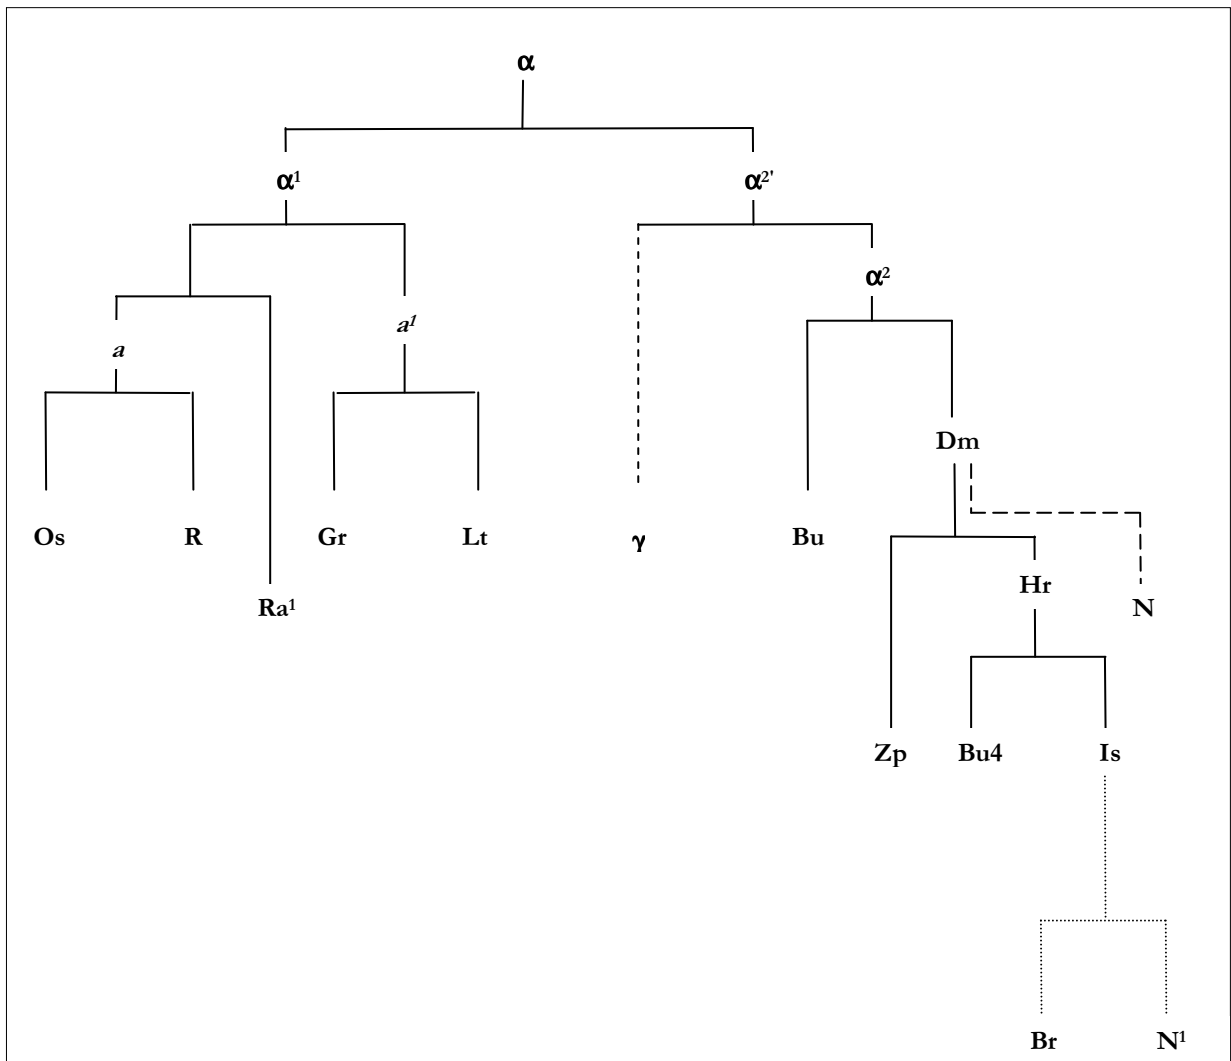 α
α¹ α²'
α²
a a¹
Dm
Os R Gr Lt γ Bu
Hr
Ra¹ N
Zp Bu4 Is
Br N¹